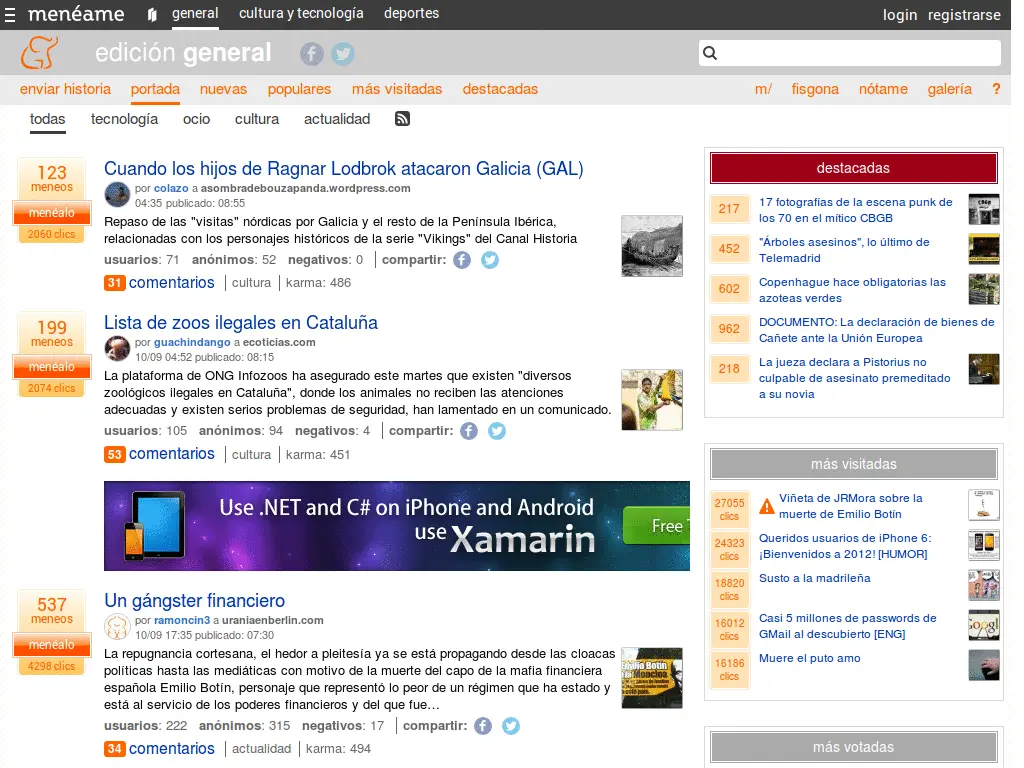 menéame general cultura y tecnología deportes login registrarse
edición general
enviar historia portada nuevas populares más visitadas destacadas m/ fisgona nótame galería ?
todas tecnología ocio cultura actualidad
123
meneos
menéalo
2060 clics
Cuando los hijos de Ragnar Lodbrok atacaron Galicia (GAL)
por colazo a asombradebouzapanda.wordpress.com
04:35 publicado: 08:55
Repaso de las "visitas" nórdicas por Galicia y el resto de la Península Ibérica,
relacionadas con los personajes históricos de la serie "Vikings" del Canal Historia
usuarios: 71 anónimos: 52 negativos: 0 compartir:
31 comentarios cultura karma: 486
199
meneos
menéalo
2074 clics
Lista de zoos ilegales en Cataluña
por guachindango a ecoticias.com
10/09 04:52 publicado: 08:15
La plataforma de ONG Infozoos ha asegurado este martes que existen "diversos
zoológicos ilegales en Cataluña", donde los animales no reciben las atenciones
adecuadas y existen serios problemas de seguridad, han lamentado en un comunicado.
usuarios: 105 anónimos: 94 negativos: 4 compartir:
53 comentarios cultura karma: 451
Use .NET and C# on iPhone and Android
use Xamarin
Free
537
meneos
menéalo
4298 clics
Un gángster financiero
por ramoncin3 a uraniaenberlin.com
10/09 17:35 publicado: 07:30
La repugnancia cortesana, el hedor a pleitesía ya se está propagando desde las cloacas
políticas hasta las mediáticas con motivo de la muerte del capo de la mafia financiera
española Emilio Botín, personaje que representó lo peor de un régimen que ha estado y
está al servicio de los poderes financieros y del que fue…
usuarios: 222 anónimos: 315 negativos: 17 compartir:
34 comentarios actualidad karma: 494
destacadas
217
17 fotografías de la escena punk de
los 70 en el mítico CBGB
452
"Árboles asesinos", lo último de
Telemadrid
602
Copenhague hace obligatorias las
azoteas verdes
962
DOCUMENTO: La declaración de bienes de
Cañete ante la Unión Europea
218
La jueza declara a Pistorius no
culpable de asesinato premeditado
a su novia
más visitadas
27055
clics
Viñeta de JRMora sobre la
muerte de Emilio Botín
24323
clics
Queridos usuarios de iPhone 6:
¡Bienvenidos a 2012! [HUMOR]
18820
clics
Susto a la madrileña
16012
clics
Casi 5 millones de passwords de
GMail al descubierto [ENG]
16186
clics
Muere el puto amo
más votadas